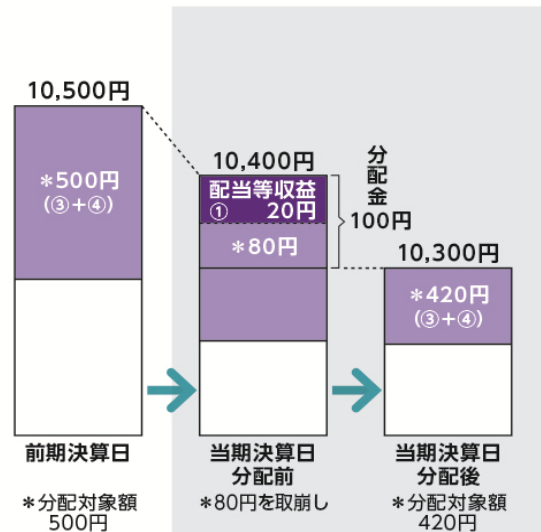 10,500円
＊500円
（③＋④）
前期決算日
＊分配対象額
500円
10,400円
配当等収益
① 20円
＊80円
分配金
100円
当期決算日
分配前
＊80円を取崩し
10,300円
＊420円
（③＋④）
当期決算日
分配後
＊分配対象額
420円